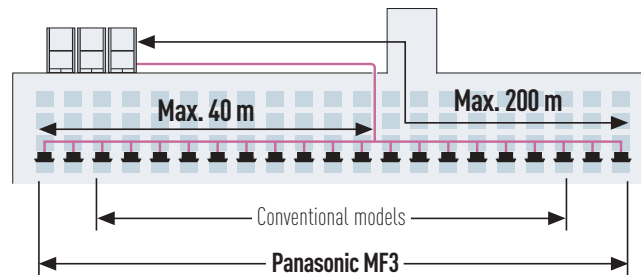 Max. 40 m
Max. 200 m
Conventional models
Panasonic MF3